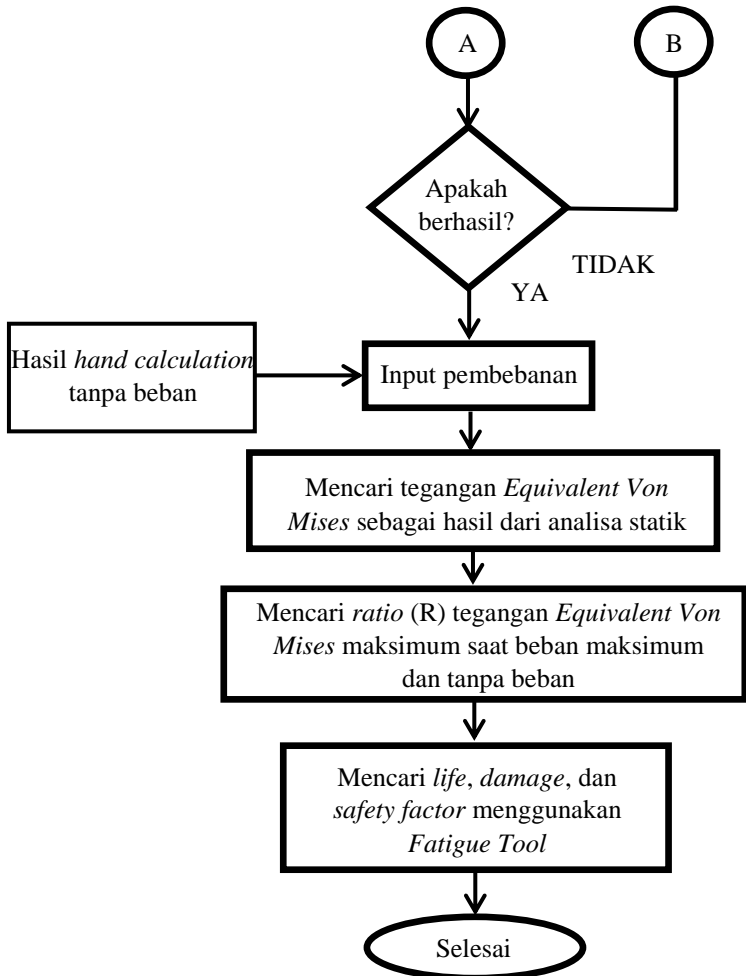 A
B
Apakah
berhasil?
TIDAK
YA
Hasil hand calculation
tanpa beban
Input pembebanan
Mencari tegangan Equivalent Von
Mises sebagai hasil dari analisa statik
Mencari ratio (R) tegangan Equivalent Von
Mises maksimum saat beban maksimum
dan tanpa beban
Mencari life, damage, dan
safety factor menggunakan
Fatigue Tool
Selesai